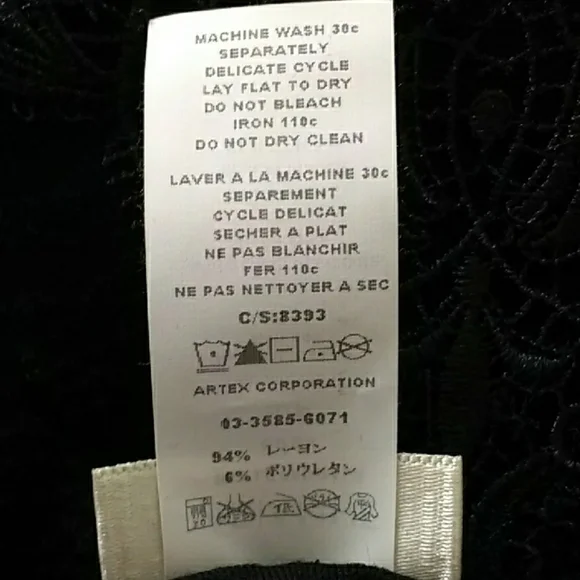 MACHINE WASH 30c
SEPARATELY
DELICATE CYCLE
LAY FLAT TO DRY
DO NOT BLEACH
IRON 110c
DO NOT DRY CLEAN
LAVER A LA MACHINE 30c
SEPAREMENT
CYCLE DELICAT
SECHER A PLAT
NE PAS BLANCHIR
FER 110c
NE PAS NETTOYER A SEC
C/S:8393
ARTEX CORPORATION
03-3585-6071
94% レーヨン
6% ポリウレタン